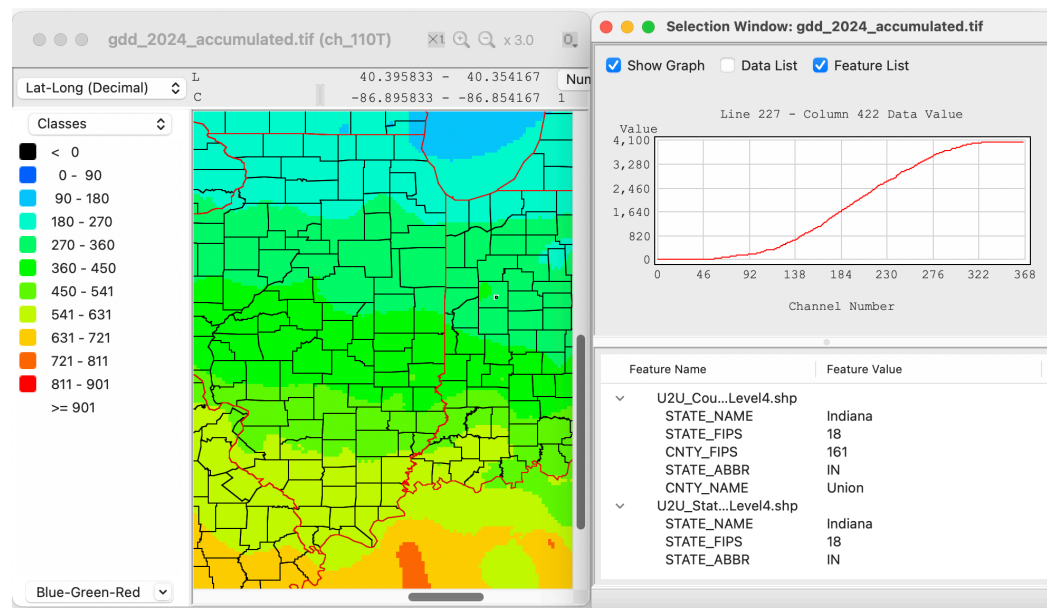 gdd_2024_accumulated.tif (ch_110T)
×1
x 3.0
Lat-Long (Decimal)
L 40.395833 - 40.354167
C -86.895833 - -86.854167 1
Classes
< 0
0 - 90
90 - 180
180 - 270
270 - 360
360 - 450
450 - 541
541 - 631
631 - 721
721 - 811
811 - 901
>= 901
Blue-Green-Red
Selection Window: gdd_2024_accumulated.tif
Show Graph Data List Feature List
Line 227 - Column 422 Data Value
Value
4,100
3,280
2,460
1,640
820
0
0 46 92 138 184 230 276 322 368
Channel Number
Feature Name Feature Value
U2U_Cou...Level4.shp
STATE_NAME Indiana
STATE_FIPS 18
CNTY_FIPS 161
STATE_ABBR IN
CNTY_NAME Union
U2U_Stat...Level4.shp
STATE_NAME Indiana
STATE_FIPS 18
STATE_ABBR IN